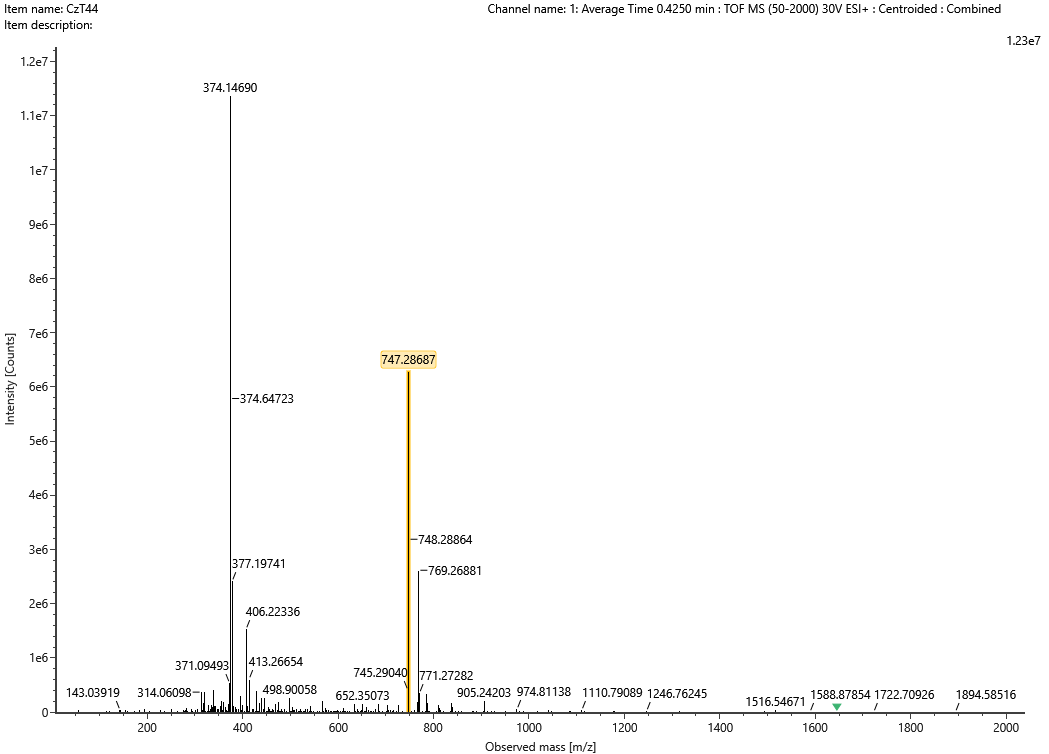 Item name: CzT44
Channel name: 1: Average Time 0.4250 min : TOF MS (50-2000) 30V ESI+ : Centroided : Combined
Item description:
1.23e7
1.2e7
374.14690
1.1e7
1e7
9e6
8e6
7e6
747.28687
6e6
374.64723
5e6
4e6
748.28864
3e6
377.19741
769.26881
2e6
406.22336
1e6
371.09493
413.26654
745.29040
771.27282
143.03919
314.06098
498.90058
652.35073
905.24203
974.81138
1110.79089
1246.76245
1516.54671
1588.87854
1722.70926
1894.58516
0
200
400
600
800
1000
1200
1400
1600
1800
2000
Intensity [Counts]
Observed mass [m/z]